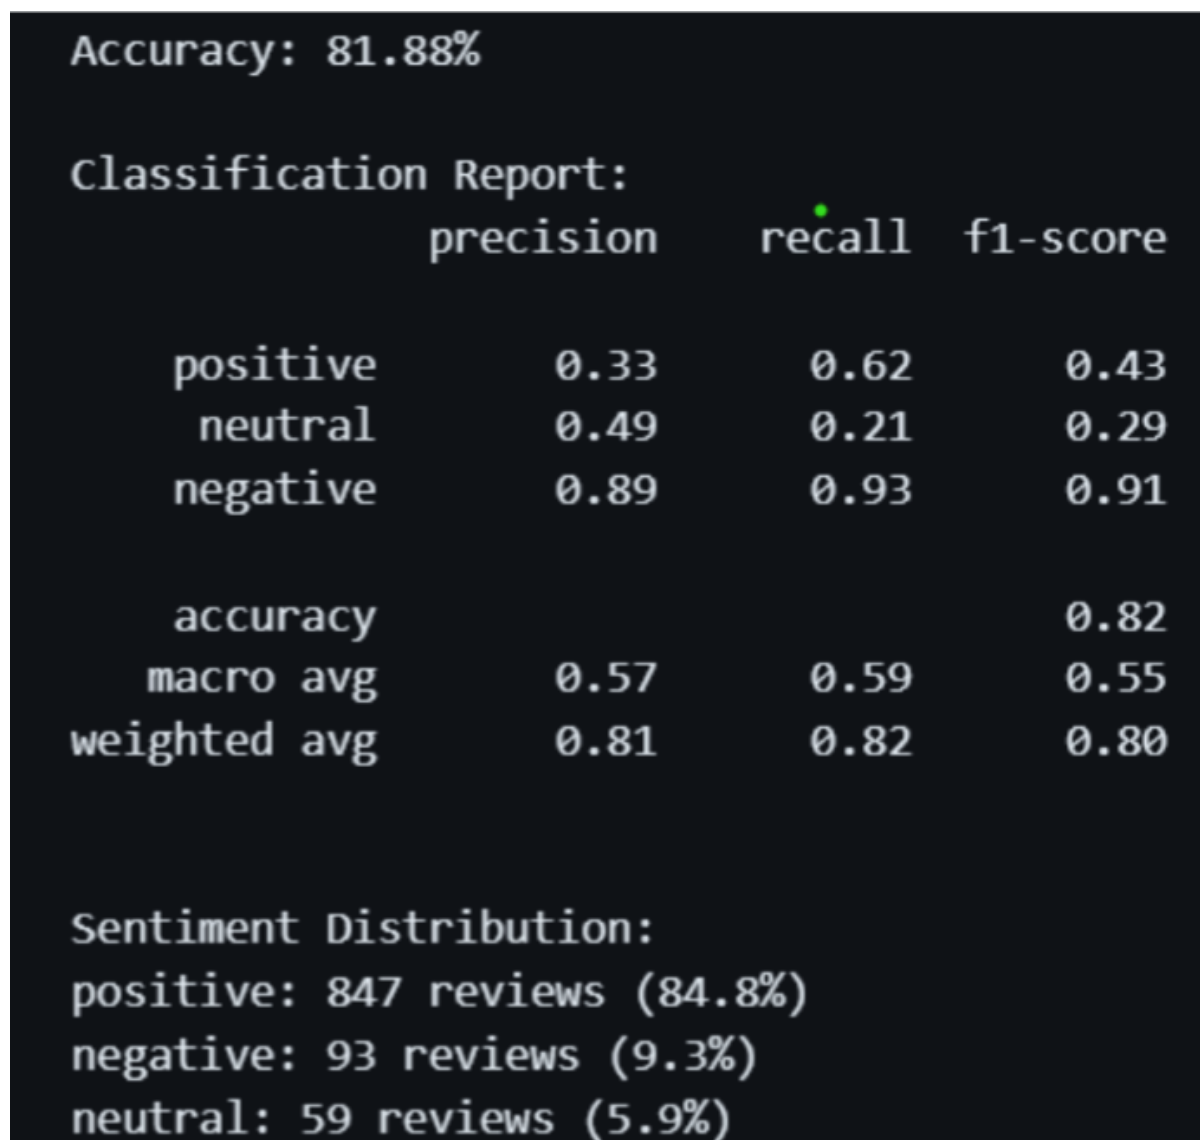 Accuracy: 81.88%
Classification Report:
precision recall f1-score
positive 0.33 0.62 0.43
neutral 0.49 0.21 0.29
negative 0.89 0.93 0.91
accuracy 0.82
macro avg 0.57 0.59 0.55
weighted avg 0.81 0.82 0.80
Sentiment Distribution:
positive: 847 reviews (84.8%)
negative: 93 reviews (9.3%)
neutral: 59 reviews (5.9%)